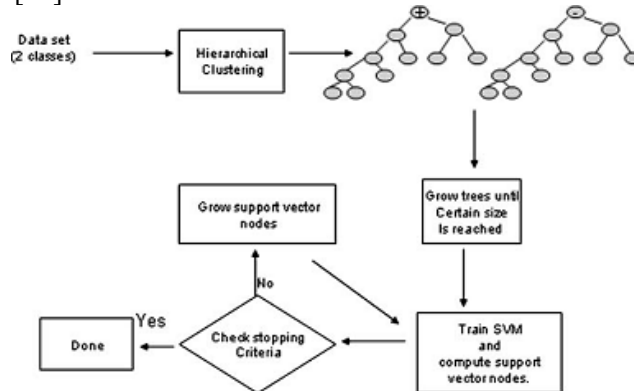 Data set
(2 classes)
Hierarchical
Clustering
+
-
Grow trees until
Certain size
Is reached
Grow support vector
nodes
No
Yes
Done
Check stopping
Criteria
Train SVM
and
compute support
vector nodes.